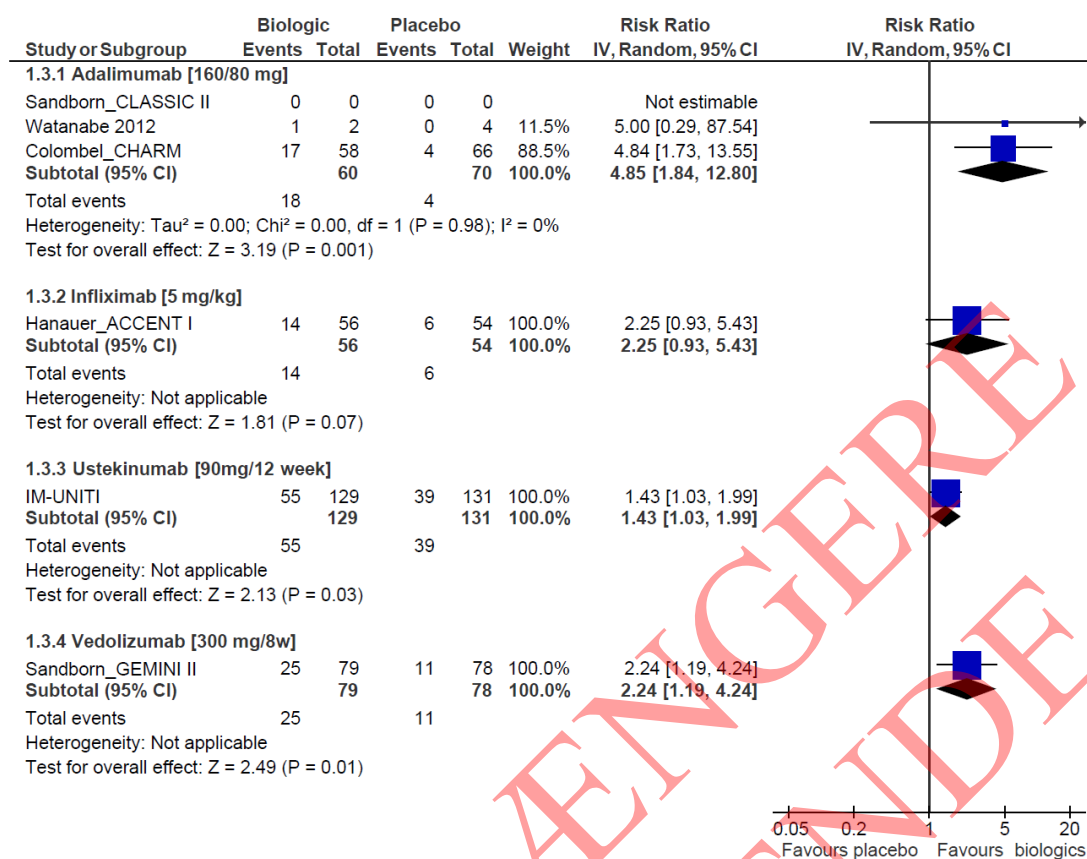 Biologic Placebo Risk Ratio Risk Ratio
Study or Subgroup Events Total Events Total Weight IV, Random, 95% CI IV, Random, 95% CI
1.3.1 Adalimumab [160/80 mg]
Sandborn_CLASSIC II 0 0 0 0 Not estimable
Watanabe 2012 1 2 0 4 11.5% 5.00 [0.29, 87.54]
Colombel_CHARM 17 58 4 66 88.5% 4.84 [1.73, 13.55]
Subtotal (95% CI) 60 70 100.0% 4.85 [1.84, 12.80]
Total events 18 4
Heterogeneity: Tau² = 0.00; Chi² = 0.00, df = 1 (P = 0.98); I² = 0%
Test for overall effect: Z = 3.19 (P = 0.001)
1.3.2 Infliximab [5 mg/kg]
Hanauer_ACCENT I 14 56 6 54 100.0% 2.25 [0.93, 5.43]
Subtotal (95% CI) 56 54 100.0% 2.25 [0.93, 5.43]
Total events 14 6
Heterogeneity: Not applicable
Test for overall effect: Z = 1.81 (P = 0.07)
1.3.3 Ustekinumab [90mg/12 week]
IM-UNITI 55 129 39 131 100.0% 1.43 [1.03, 1.99]
Subtotal (95% CI) 129 131 100.0% 1.43 [1.03, 1.99]
Total events 55 39
Heterogeneity: Not applicable
Test for overall effect: Z = 2.13 (P = 0.03)
1.3.4 Vedolizumab [300 mg/8w]
Sandborn_GEMINI II 25 79 11 78 100.0% 2.24 [1.19, 4.24]
Subtotal (95% CI) 79 78 100.0% 2.24 [1.19, 4.24]
Total events 25 11
Heterogeneity: Not applicable
Test for overall effect: Z = 2.49 (P = 0.01)
0.05 0.2 1 5 20
Favours placebo Favours biologics
ÆNGERE
ENDE